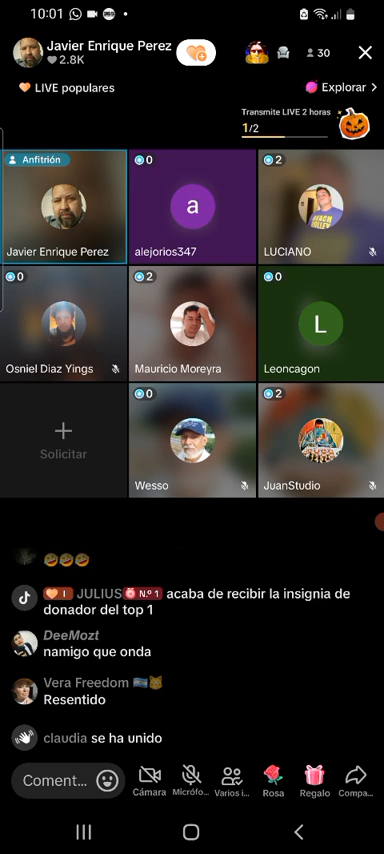 10:01
Javier Enrique Perez
2.8K
30
LIVE populares
Explorar
Transmite LIVE 2 horas
1/2
Anfitrión
Javier Enrique Perez
0
a
alejorios347
2
LUCIANO
0
Osniel Diaz Yings
2
Mauricio Moreyra
0
L
Leoncagon
+
Solicitar
0
Wesso
2
JuanStudio
I JULIUS N.º 1 acaba de recibir la insignia de
donador del top 1
DeeMozt
namigo que onda
Vera Freedom
Resentido
claudia se ha unido
Coment...
Cámara
Micrófo...
Varios i...
Rosa
Regalo
Compa...